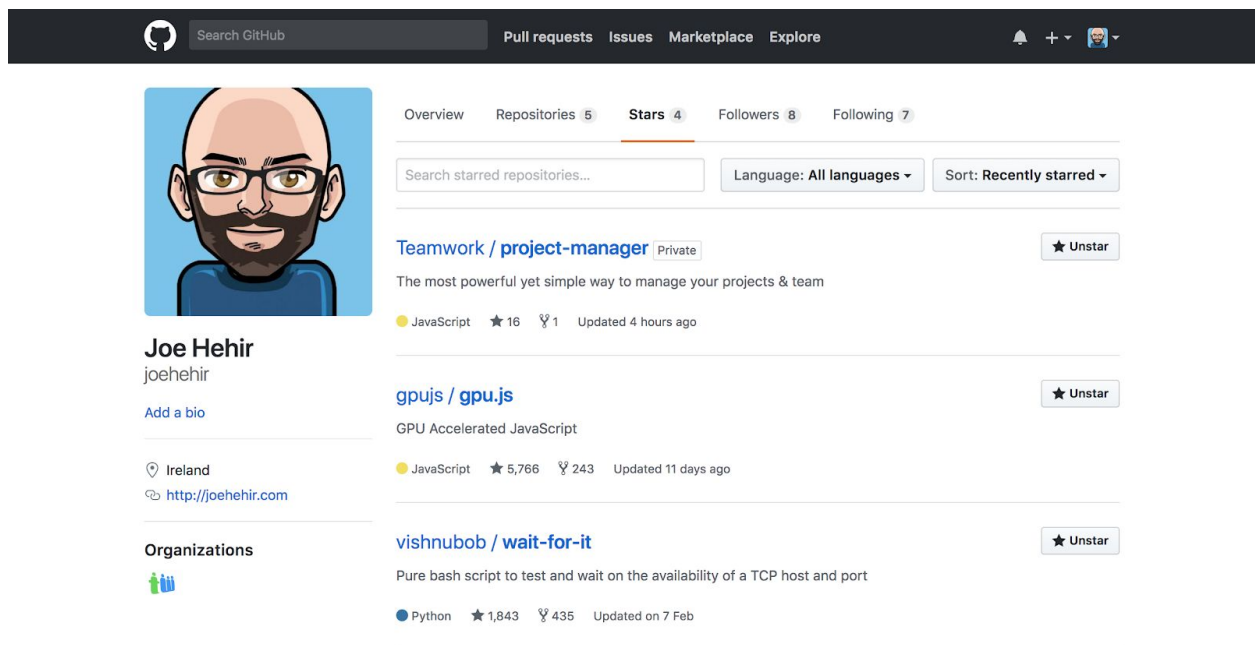 Search GitHub Pull requests Issues Marketplace Explore
Overview Repositories 5 Stars 4 Followers 8 Following 7
Search starred repositories... Language: All languages Sort: Recently starred
Teamwork / project-manager Private Unstar
The most powerful yet simple way to manage your projects & team
JavaScript 16 1 Updated 4 hours ago
Joe Hehir
joehehir
Add a bio
Ireland
http://joehehir.com
Organizations
gpujs / gpu.js Unstar
GPU Accelerated JavaScript
JavaScript 5,766 243 Updated 11 days ago
vishnubob / wait-for-it Unstar
Pure bash script to test and wait on the availability of a TCP host and port
Python 1,843 435 Updated on 7 Feb